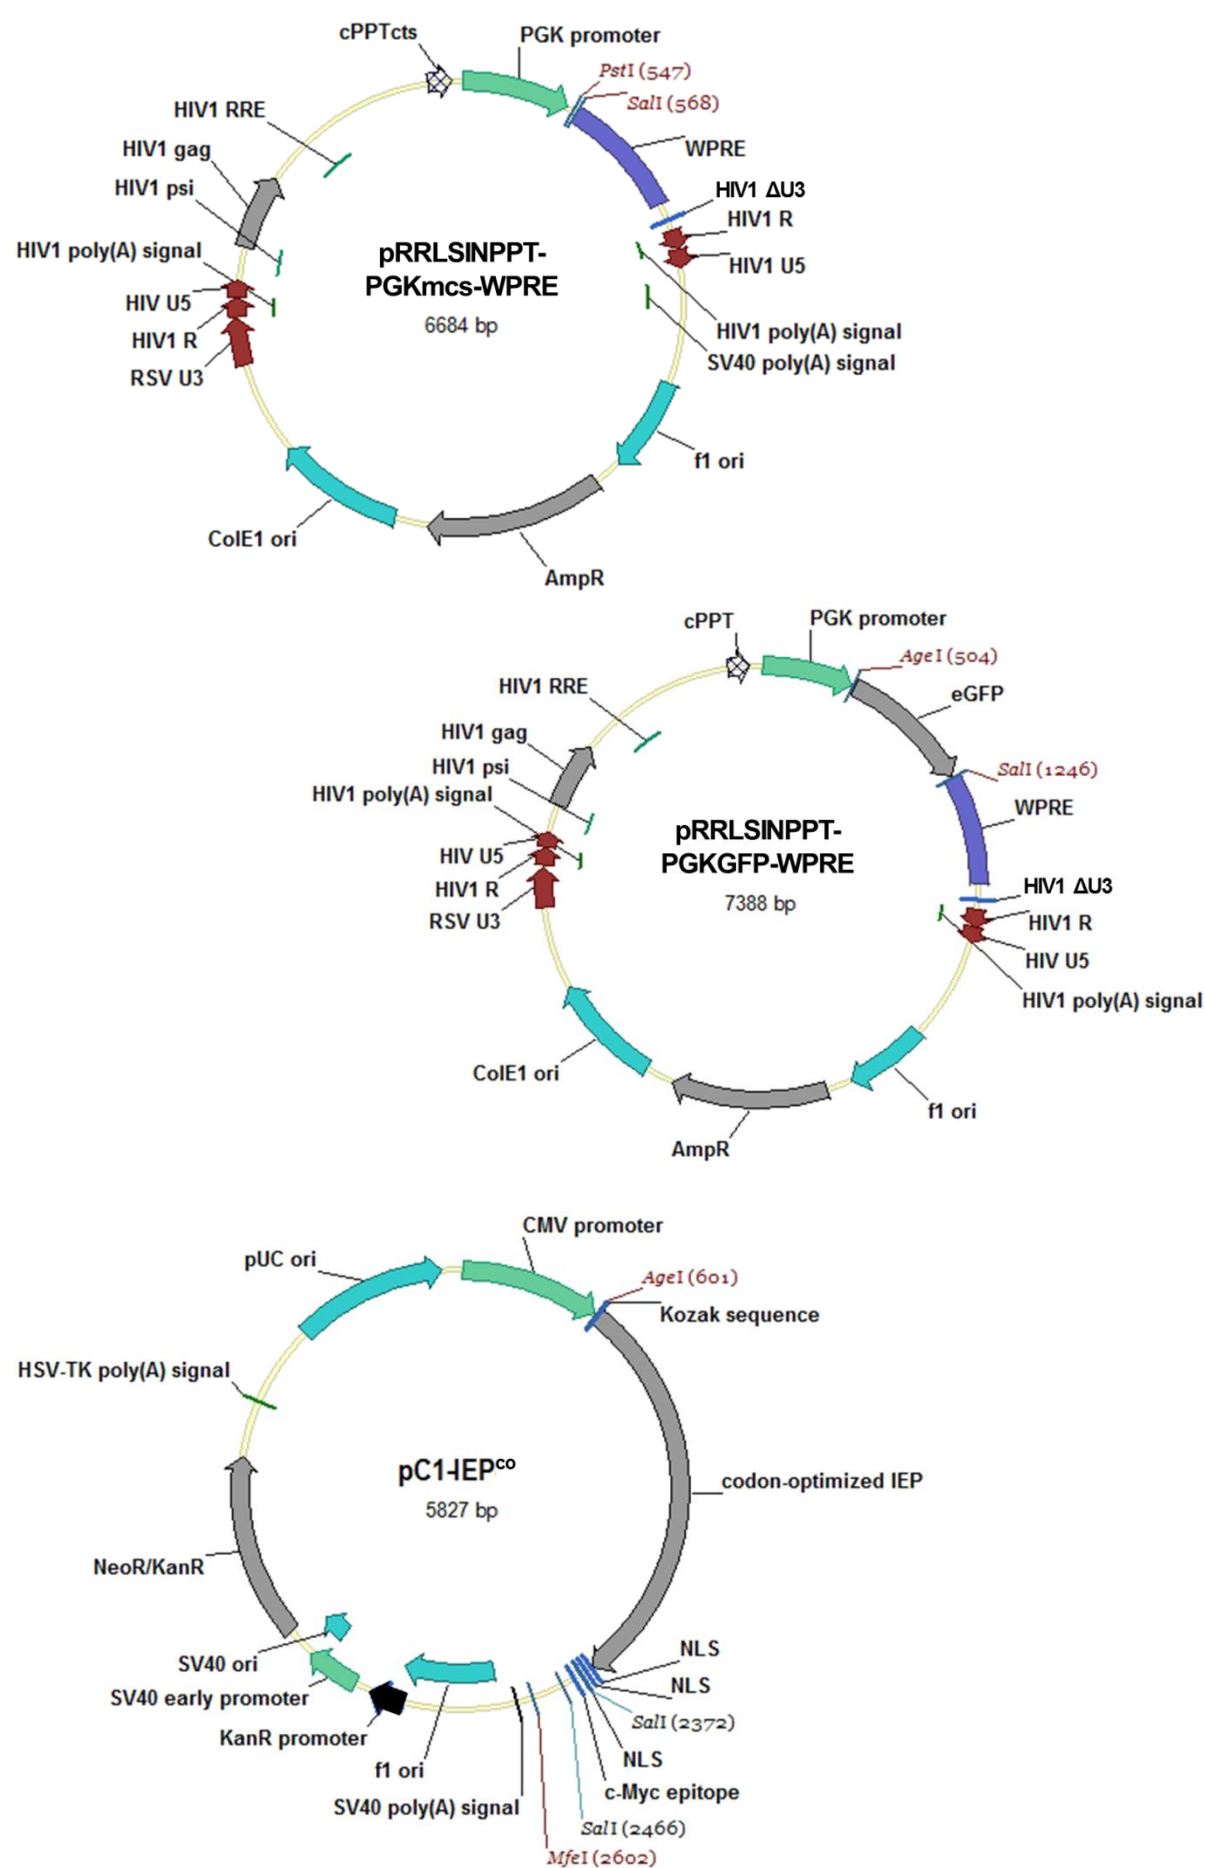 cPPTcts
PGK promoter
PstI (547)
SalI (568)
HIV1 RRE
HIV1 gag
WPRE
HIV1 psi
HIV1 ΔU3
HIV1 R
HIV1 poly(A) signal
pRRLSINPPT-
PGKmcs-WPRE
6684 bp
HIV1 U5
HIV U5
HIV1 R
RSV U3
HIV1 poly(A) signal
SV40 poly(A) signal
f1 ori
ColE1 ori
AmpR
cPPT
PGK promoter
AgeI (504)
HIV1 RRE
eGFP
HIV1 gag
HIV1 psi
SalI (1246)
HIV1 poly(A) signal
WPRE
pRRLSINPPT-
PGKGFP-WPRE
7388 bp
HIV U5
HIV1 R
RSV U3
HIV1 ΔU3
HIV1 R
HIV U5
HIV1 poly(A) signal
ColE1 ori
f1 ori
AmpR
CMV promoter
pUC ori
AgeI (601)
Kozak sequence
HSV-TK poly(A) signal
pC1-IEPco
5827 bp
codon-optimized IEP
NeoR/KanR
NLS
SV40 ori
NLS
SV40 early promoter
SalI (2372)
KanR promoter
NLS
f1 ori
c-Myc epitope
SV40 poly(A) signal
SalI (2466)
MfeI (2602)